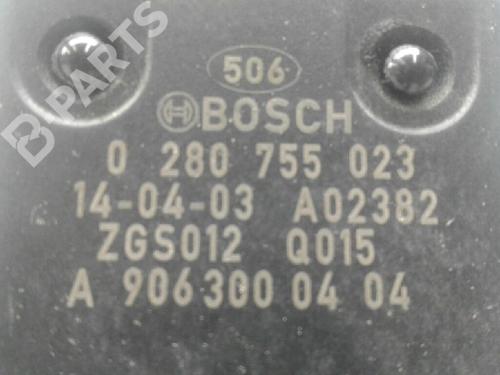 B PARTS
506
BOSCH
0 280 755 023
14-04-03 A02382
ZGS012 Q015
A 906 300 04 04